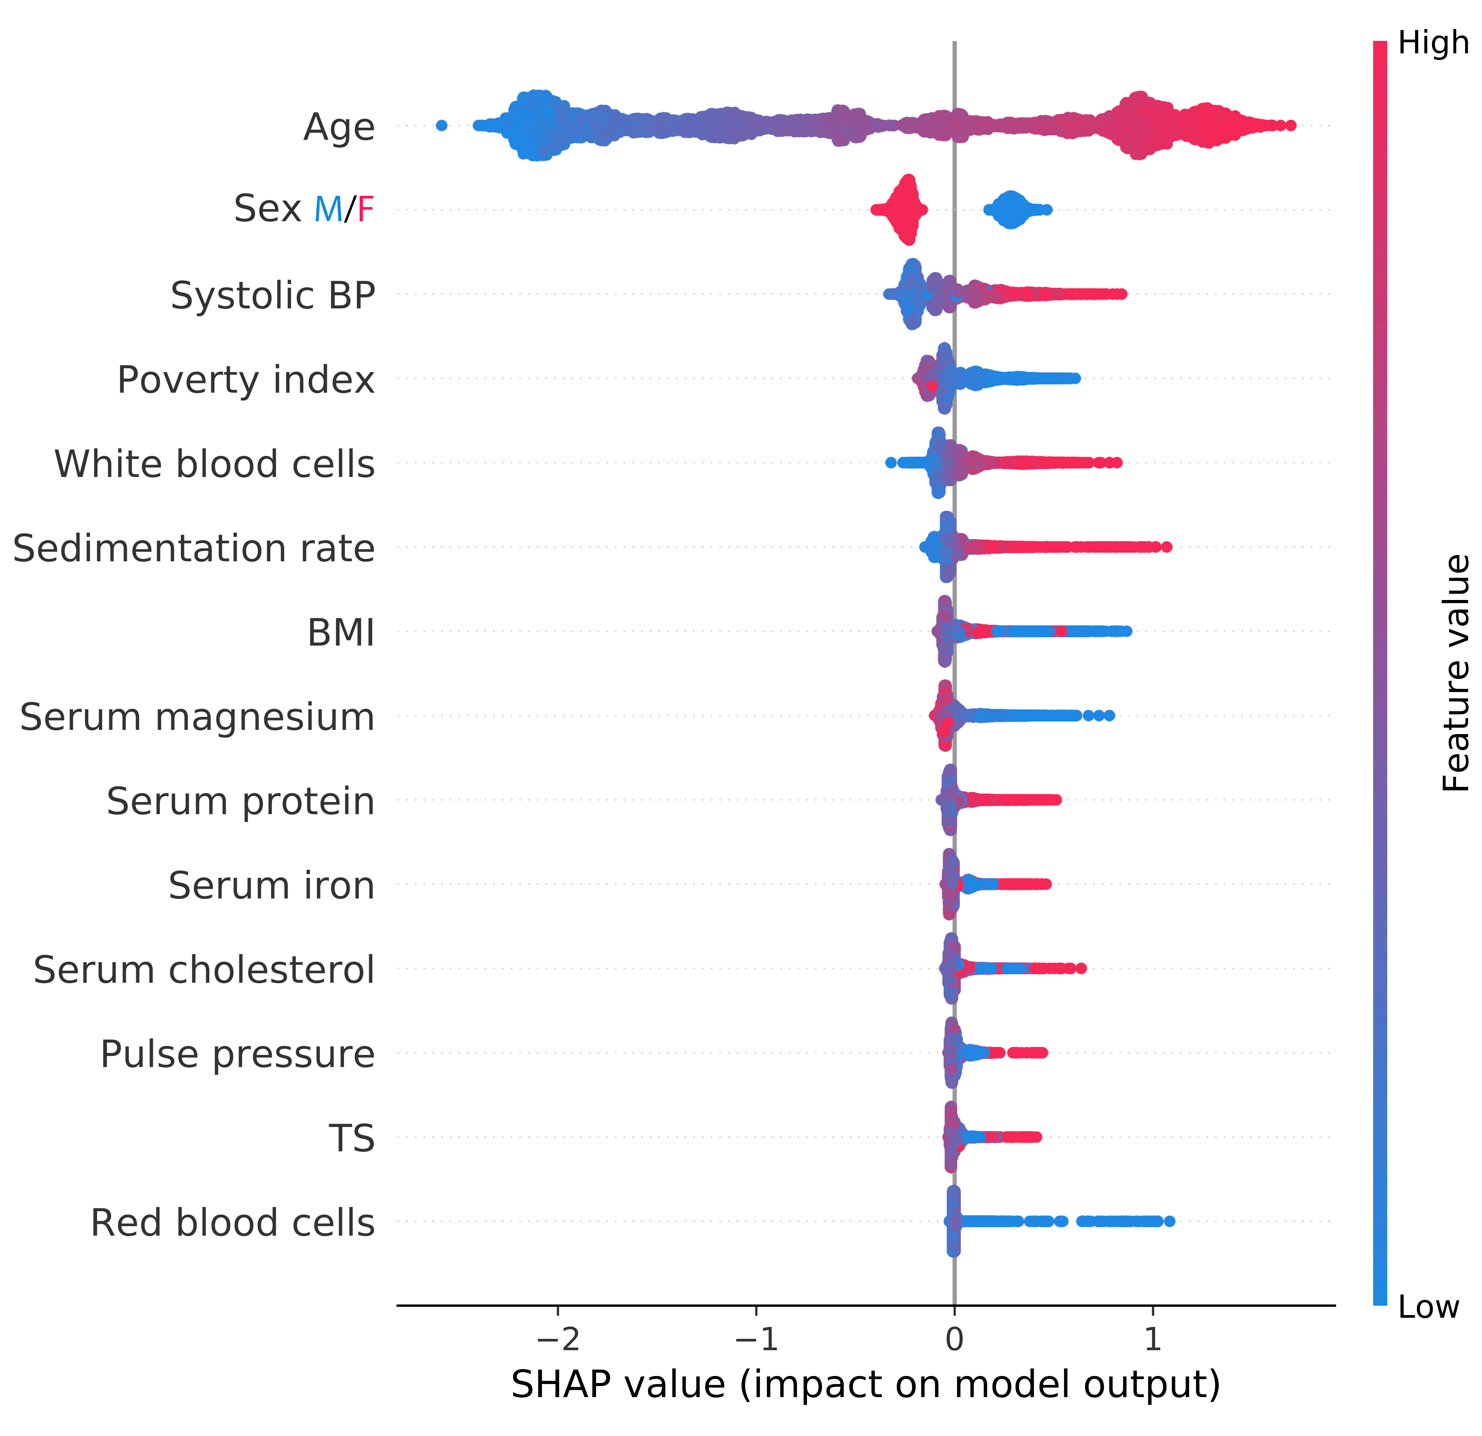 High
Age
Sex M/F
Systolic BP
Poverty index
White blood cells
Sedimentation rate
BMI
Serum magnesium
Serum protein
Serum iron
Serum cholesterol
Pulse pressure
TS
Red blood cells
Feature value
Low
−2 −1 0 1
SHAP value (impact on model output)